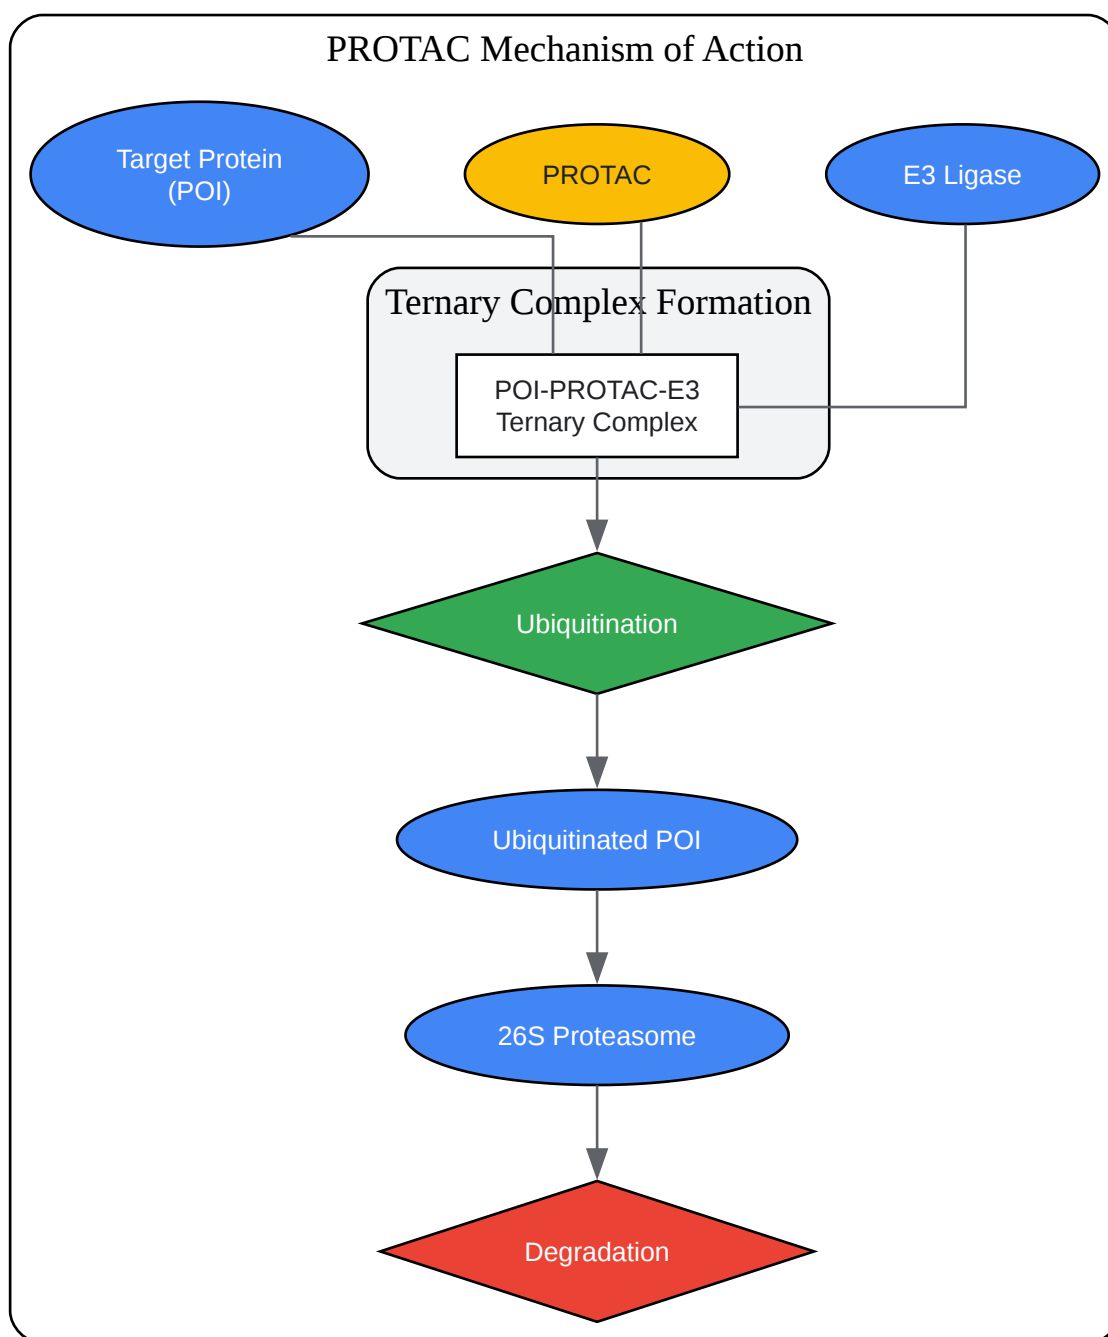 PROTAC Mechanism of Action
Target Protein
(POI)
PROTAC
E3 Ligase
Ternary Complex Formation
POI-PROTAC-E3
Ternary Complex
Ubiquitination
Ubiquitinated POI
26S Proteasome
Degradation